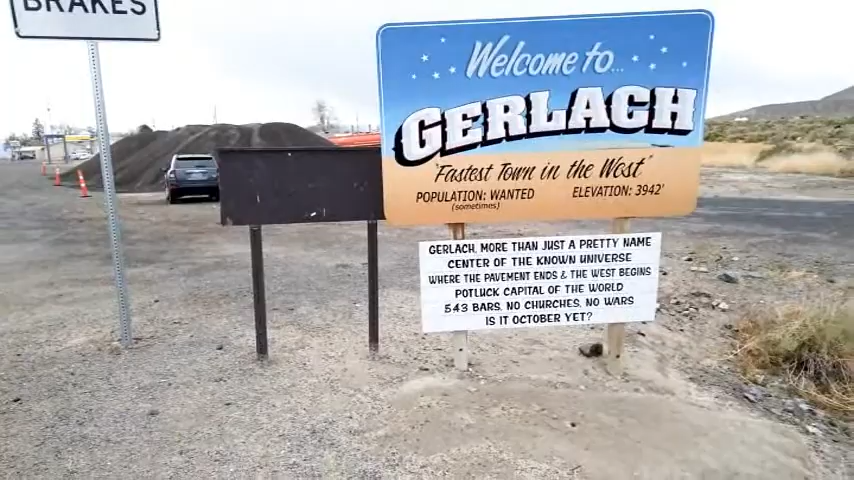 BRAKES
Welcome to...
GERLACH
"Fastest Town in the West"
POPULATION: WANTED
(sometimes)
ELEVATION: 3942'
GERLACH, MORE THAN JUST A PRETTY NAME
CENTER OF THE KNOWN UNIVERSE
WHERE THE PAVEMENT ENDS & THE WEST BEGINS
POTLUCK CAPITAL OF THE WORLD
543 BARS, NO CHURCHES, NO WARS
IS IT OCTOBER YET?